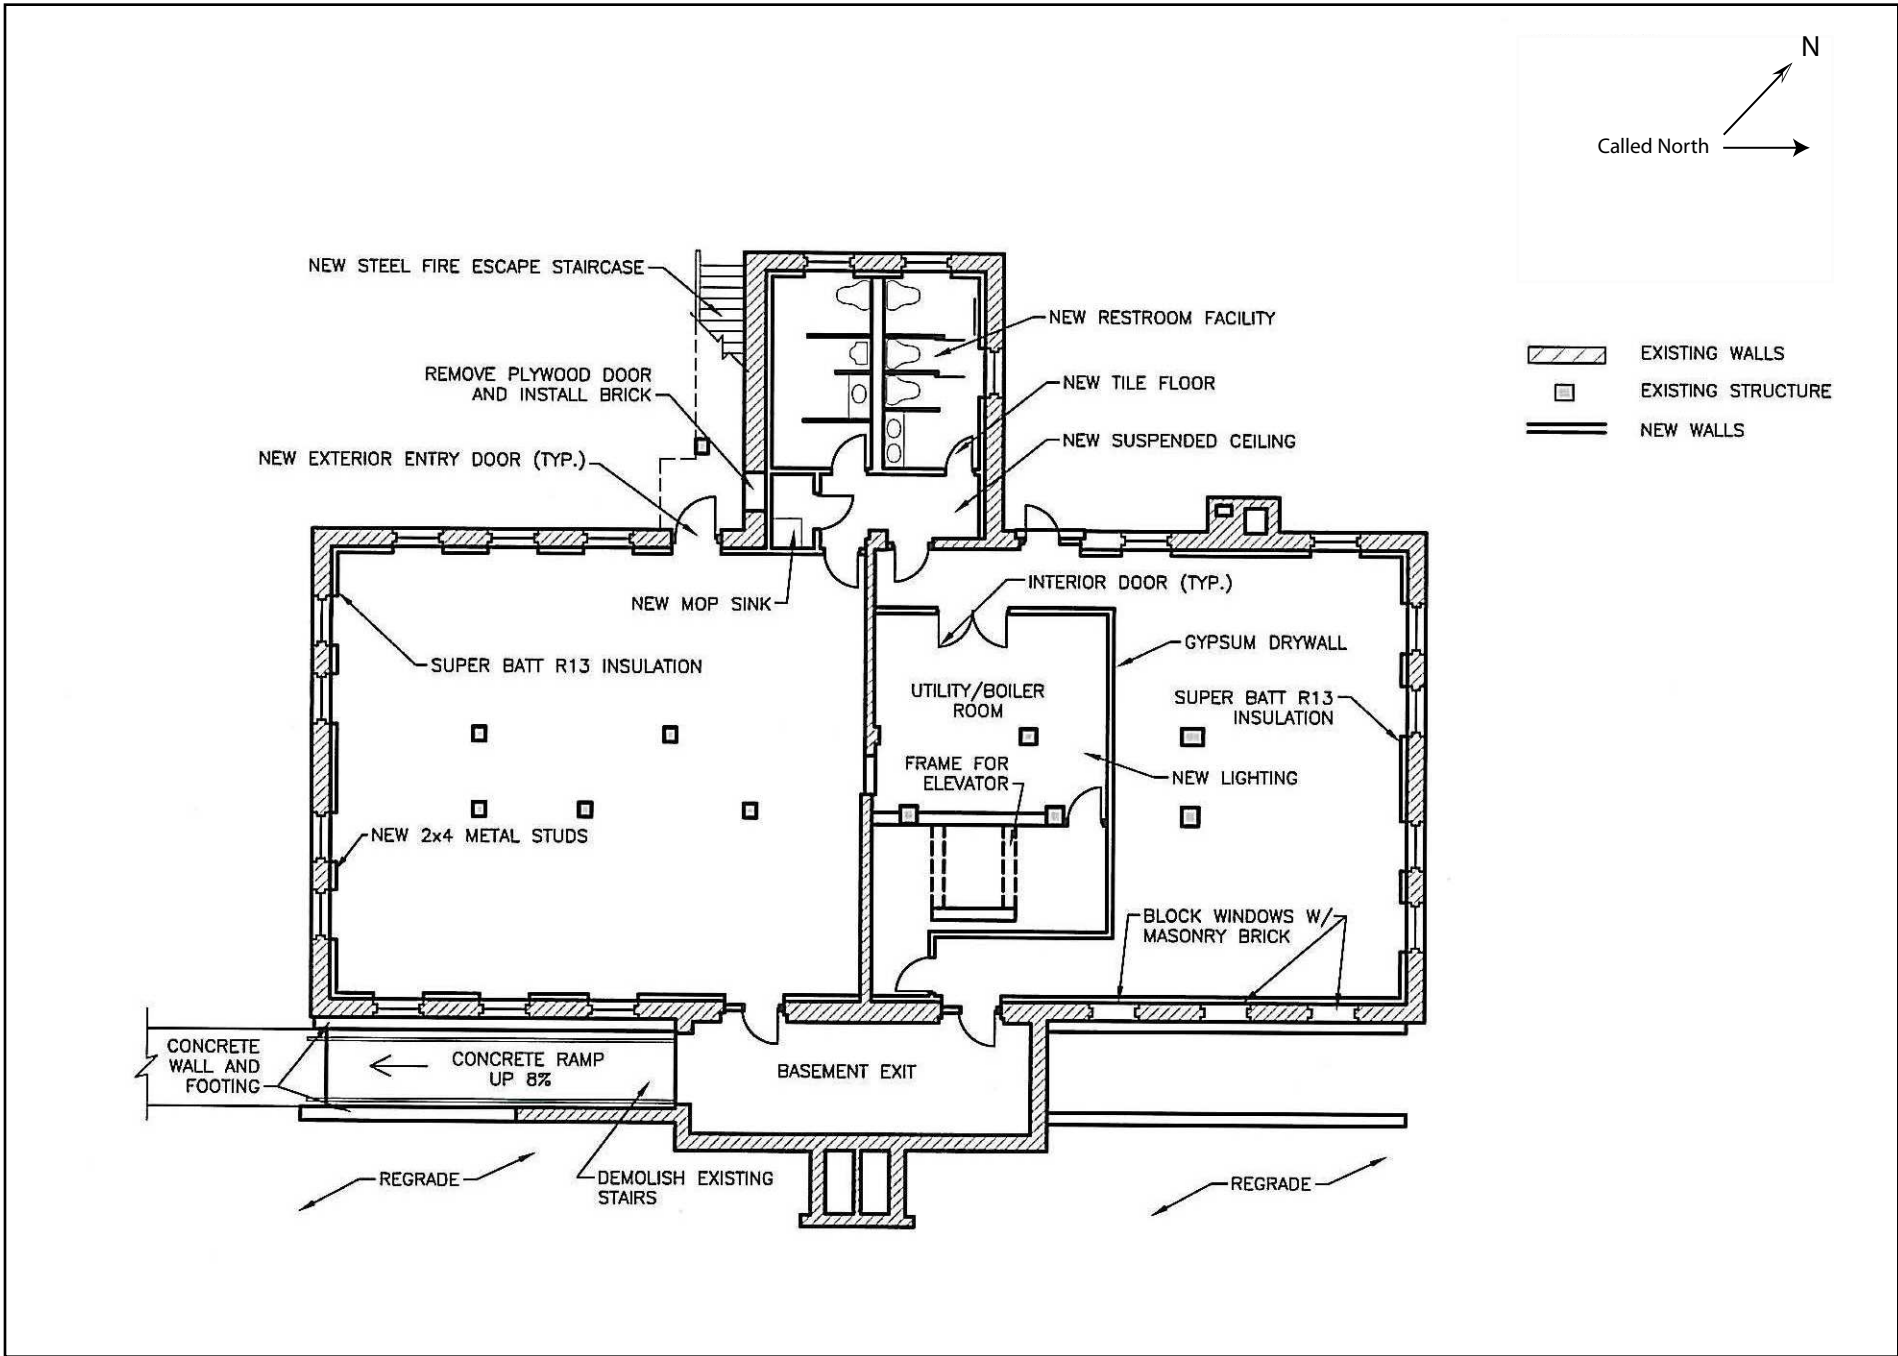 N
Called North
NEW STEEL FIRE ESCAPE STAIRCASE
NEW RESTROOM FACILITY
EXISTING WALLS
REMOVE PLYWOOD DOOR
AND INSTALL BRICK
NEW TILE FLOOR
EXISTING STRUCTURE
NEW WALLS
NEW SUSPENDED CEILING
NEW EXTERIOR ENTRY DOOR (TYP.)
INTERIOR DOOR (TYP.)
NEW MOP SINK
GYPSUM DRYWALL
SUPER BATT R13 INSULATION
UTILITY/BOILER
ROOM
SUPER BATT R13
INSULATION
FRAME FOR
ELEVATOR
NEW LIGHTING
NEW 2x4 METAL STUDS
BLOCK WINDOWS W/
MASONRY BRICK
CONCRETE
WALL AND
FOOTING
CONCRETE RAMP
UP 8%
BASEMENT EXIT
REGRADE
DEMOLISH EXISTING
STAIRS
REGRADE